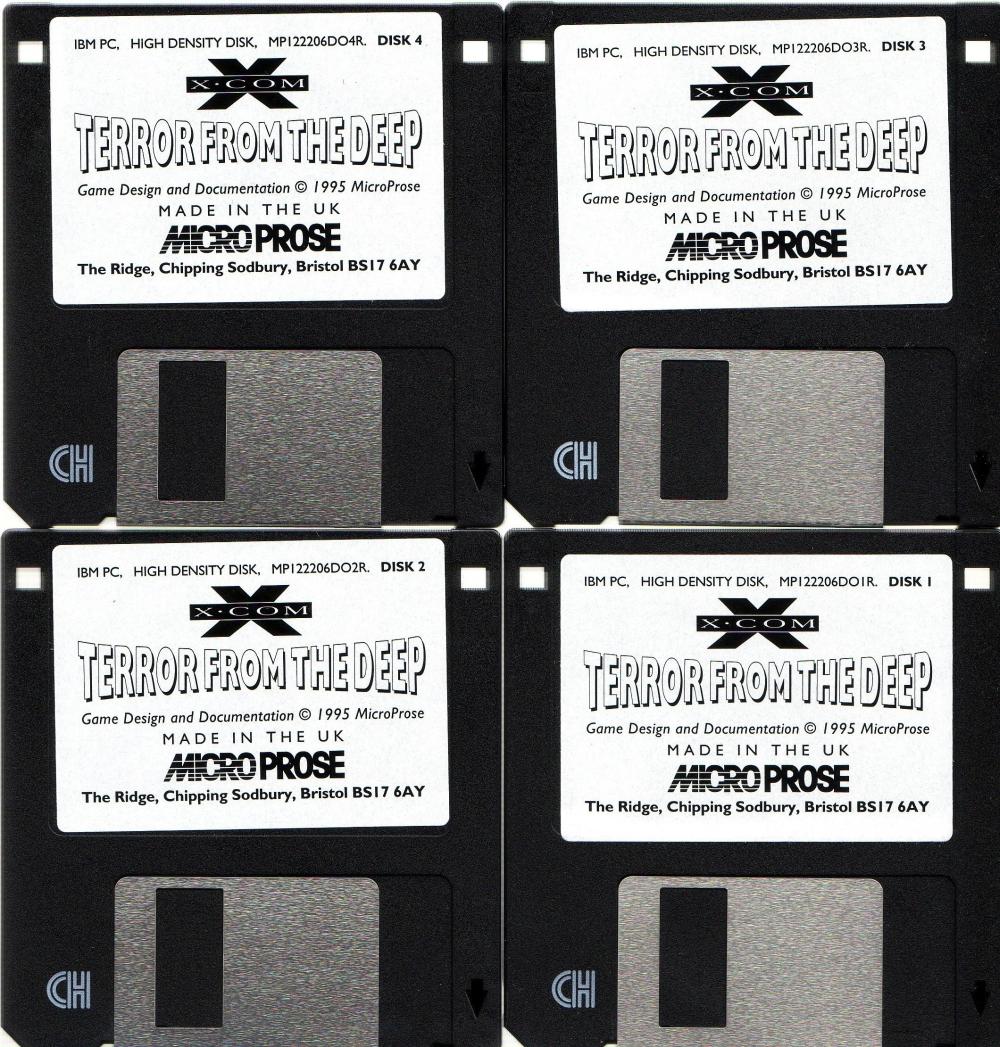 IBM PC, HIGH DENSITY DISK, MP122206DO4R. DISK 4
X·COM
TERROR FROM THE DEEP
Game Design and Documentation © 1995 MicroProse
MADE IN THE UK
MICROPROSE
The Ridge, Chipping Sodbury, Bristol BS17 6AY
CH
IBM PC, HIGH DENSITY DISK, MP122206DO3R. DISK 3
X·COM
TERROR FROM THE DEEP
Game Design and Documentation © 1995 MicroProse
MADE IN THE UK
MICROPROSE
The Ridge, Chipping Sodbury, Bristol BS17 6AY
CH
IBM PC, HIGH DENSITY DISK, MP122206DO2R. DISK 2
X·COM
TERROR FROM THE DEEP
Game Design and Documentation © 1995 MicroProse
MADE IN THE UK
MICROPROSE
The Ridge, Chipping Sodbury, Bristol BS17 6AY
CH
IBM PC, HIGH DENSITY DISK, MP122206DO1R. DISK 1
X·COM
TERROR FROM THE DEEP
Game Design and Documentation © 1995 MicroProse
MADE IN THE UK
MICROPROSE
The Ridge, Chipping Sodbury, Bristol BS17 6AY
CH